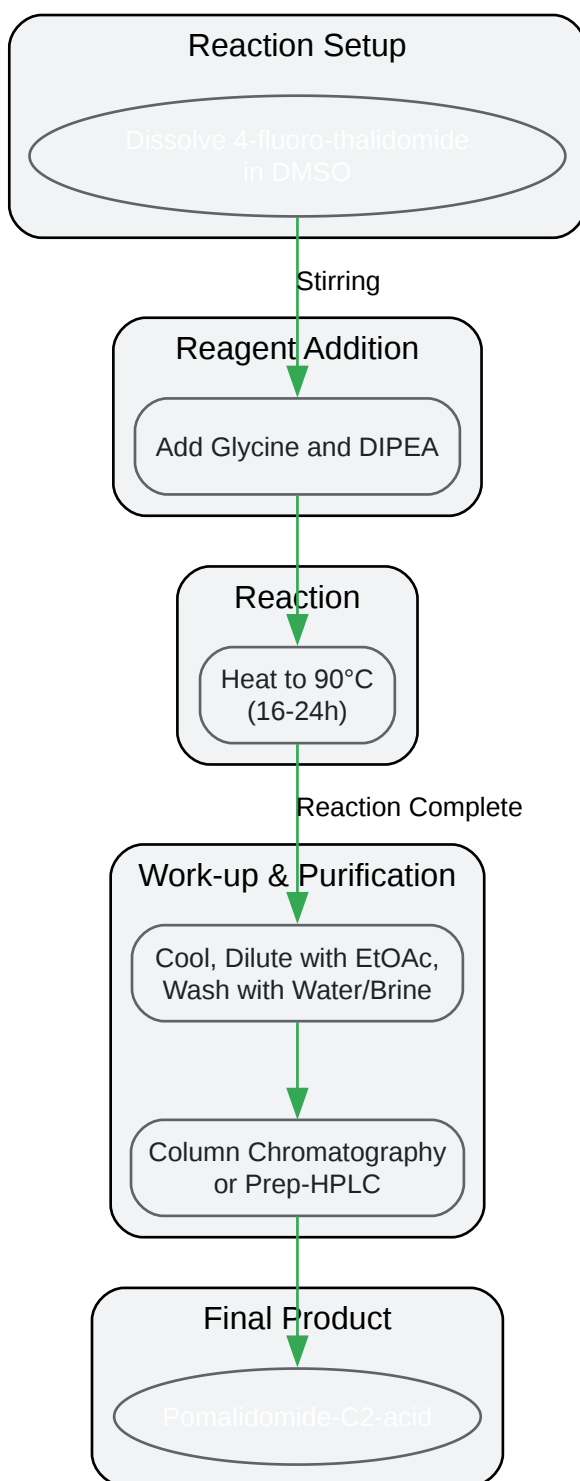 Reaction Setup
Dissolve 4-fluoro-thalidomide
in DMSO
Stirring
Reagent Addition
Add Glycine and DIPEA
Reaction
Heat to 90°C
(16-24h)
Reaction Complete
Work-up & Purification
Cool, Dilute with EtOAc,
Wash with Water/Brine
Column Chromatography
or Prep-HPLC
Final Product
Pomalidomide-C2-acid